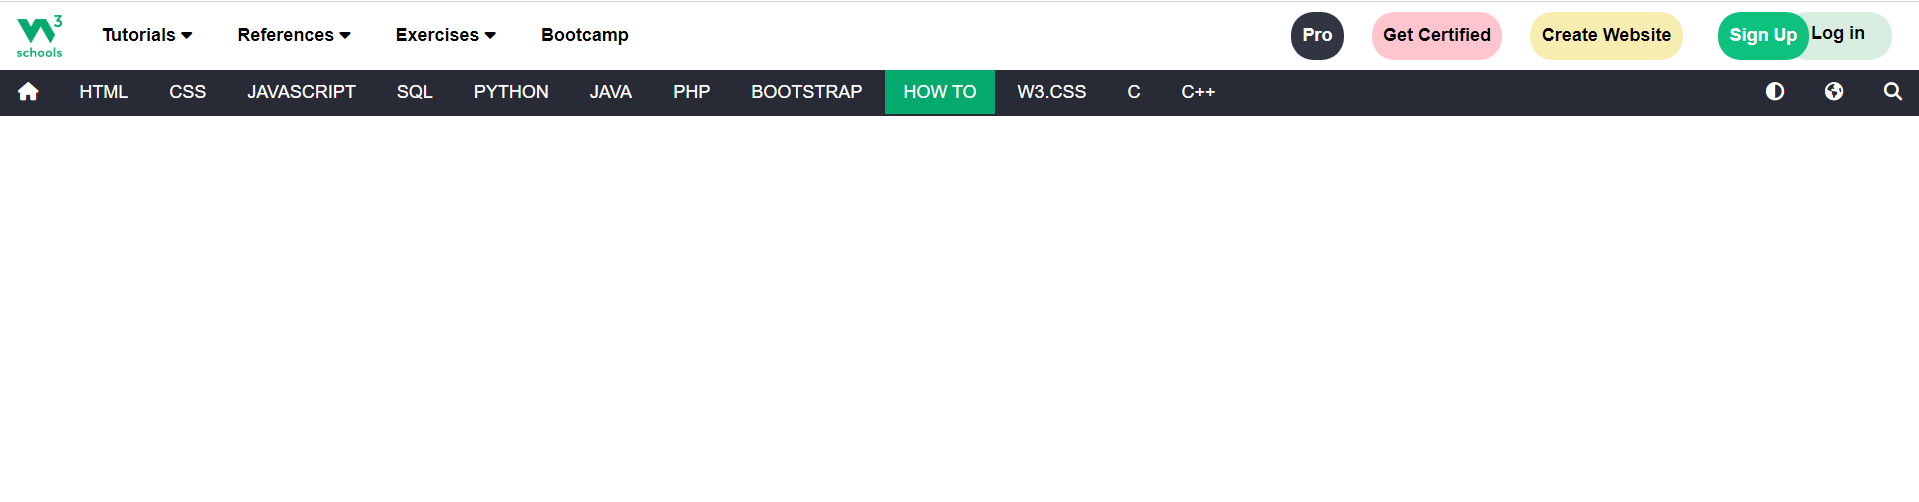 W3 schools Tutorials References Exercises Bootcamp Pro Get Certified Create Website Sign Up Log in
HTML CSS JAVASCRIPT SQL PYTHON JAVA PHP BOOTSTRAP HOW TO W3.CSS C C++